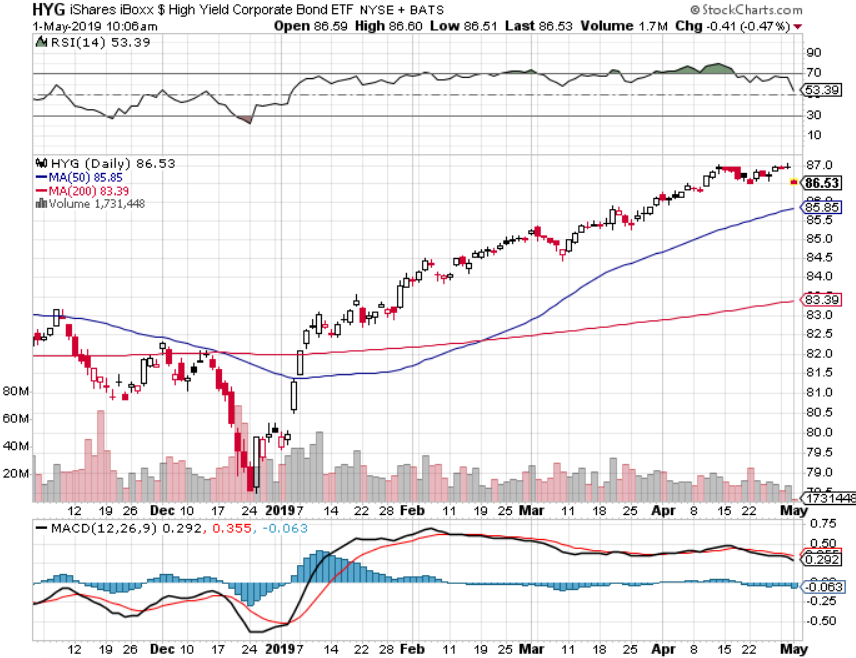 HYG iShares iBoxx $ High Yield Corporate Bond ETF NYSE + BATS
© StockCharts.com
1-May-2019 10:06am
Open 86.59 High 86.60 Low 86.51 Last 86.53 Volume 1.7M Chg -0.41 (-0.47%)
RSI(14) 53.39
90
70
53.39
30
10
HYG (Daily) 86.53
MA(50) 85.85
MA(200) 83.39
Volume 1,731,448
87.0
86.53
85.85
85.5
85.0
84.5
84.0
83.39
83.0
82.5
82.0
81.5
81.0
80.5
80.0
79.5
79.0
1731448
80M
60M
40M
20M
12 19 26 Dec 10 17 24 2019 7 14 22 28 Feb 11 19 25 Mar 11 18 25 Apr 8 15 22 May
MACD(12,26,9) 0.292, 0.355, -0.063
0.75
0.50
0.292
-0.063
-0.25
-0.50
12 19 26 Dec 10 17 24 2019 7 14 22 28 Feb 11 19 25 Mar 11 18 25 Apr 8 15 22 May